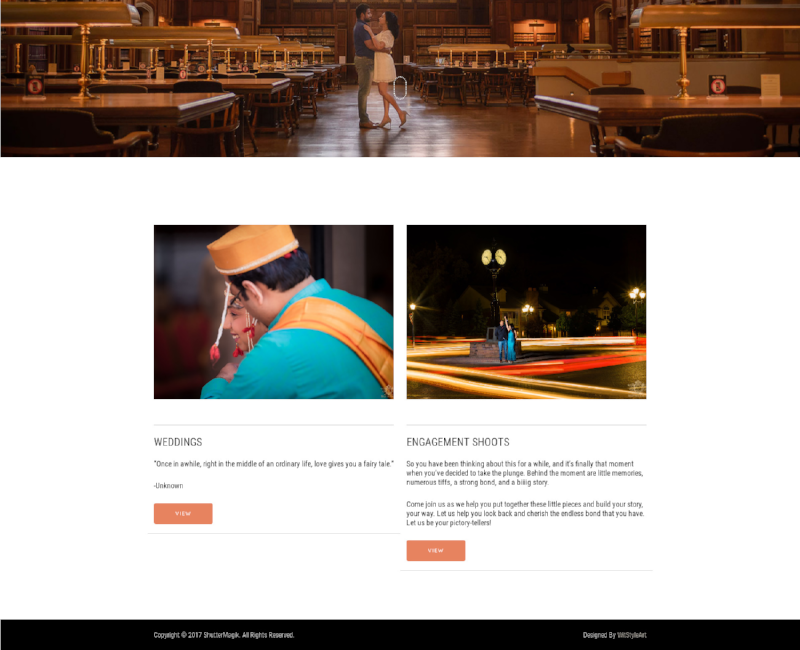 WEDDINGS
"Once in awhile, right in the middle of an ordinary life, love gives you a fairy tale."
-Unknown
VIEW
ENGAGEMENT SHOOTS
So you have been thinking about this for a while, and it's finally that moment
when you've decided to take the plunge. Behind the moment are little memories,
numerous tiffs, a strong bond, and a biiiig story.
Come join us as we help you put together these little pieces and build your story,
your way. Let us help you look back and cherish the endless bond that you have.
Let us be your pictory-tellers!
VIEW
Copyright © 2017 ShutterMagik. All Rights Reserved.
Designed By WitStyleArt.